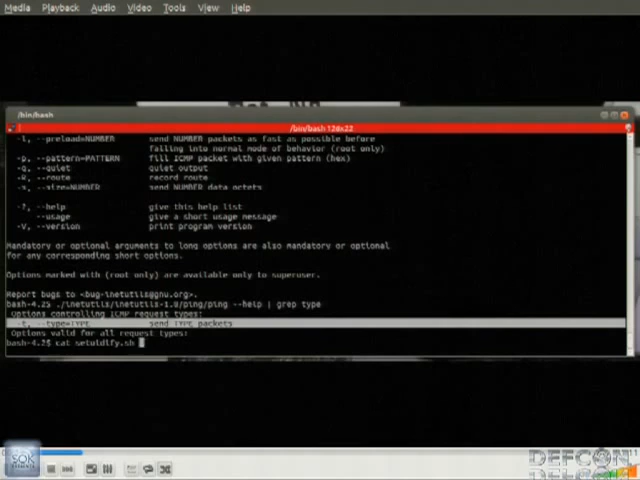 Media Playback Audio Video Tools View Help
/bin/bash
/bin/bash 126x22
-l, --preload=NUMBER send NUMBER packets as fast as possible before
falling into normal mode of behavior (root only)
-p, --pattern=PATTERN fill ICMP packet with given pattern (hex)
-q, --quiet quiet output
-R, --route record route
-s, --size=NUMBER send NUMBER data octets
-?, --help give this help list
--usage give a short usage message
-V, --version print program version
Mandatory or optional arguments to long options are also mandatory or optional
for any corresponding short options.
Options marked with (root only) are available only to superuser.
Report bugs to <bug-inetutils@gnu.org>.
bash-4.2$ ./inetutils/inetutils-1.8/ping/ping --help | grep type
Options controlling ICMP request types:
-t, --type=TYPE send TYPE packets
Options valid for all request types:
bash-4.2$ cat setuidify.sh
DEFCON